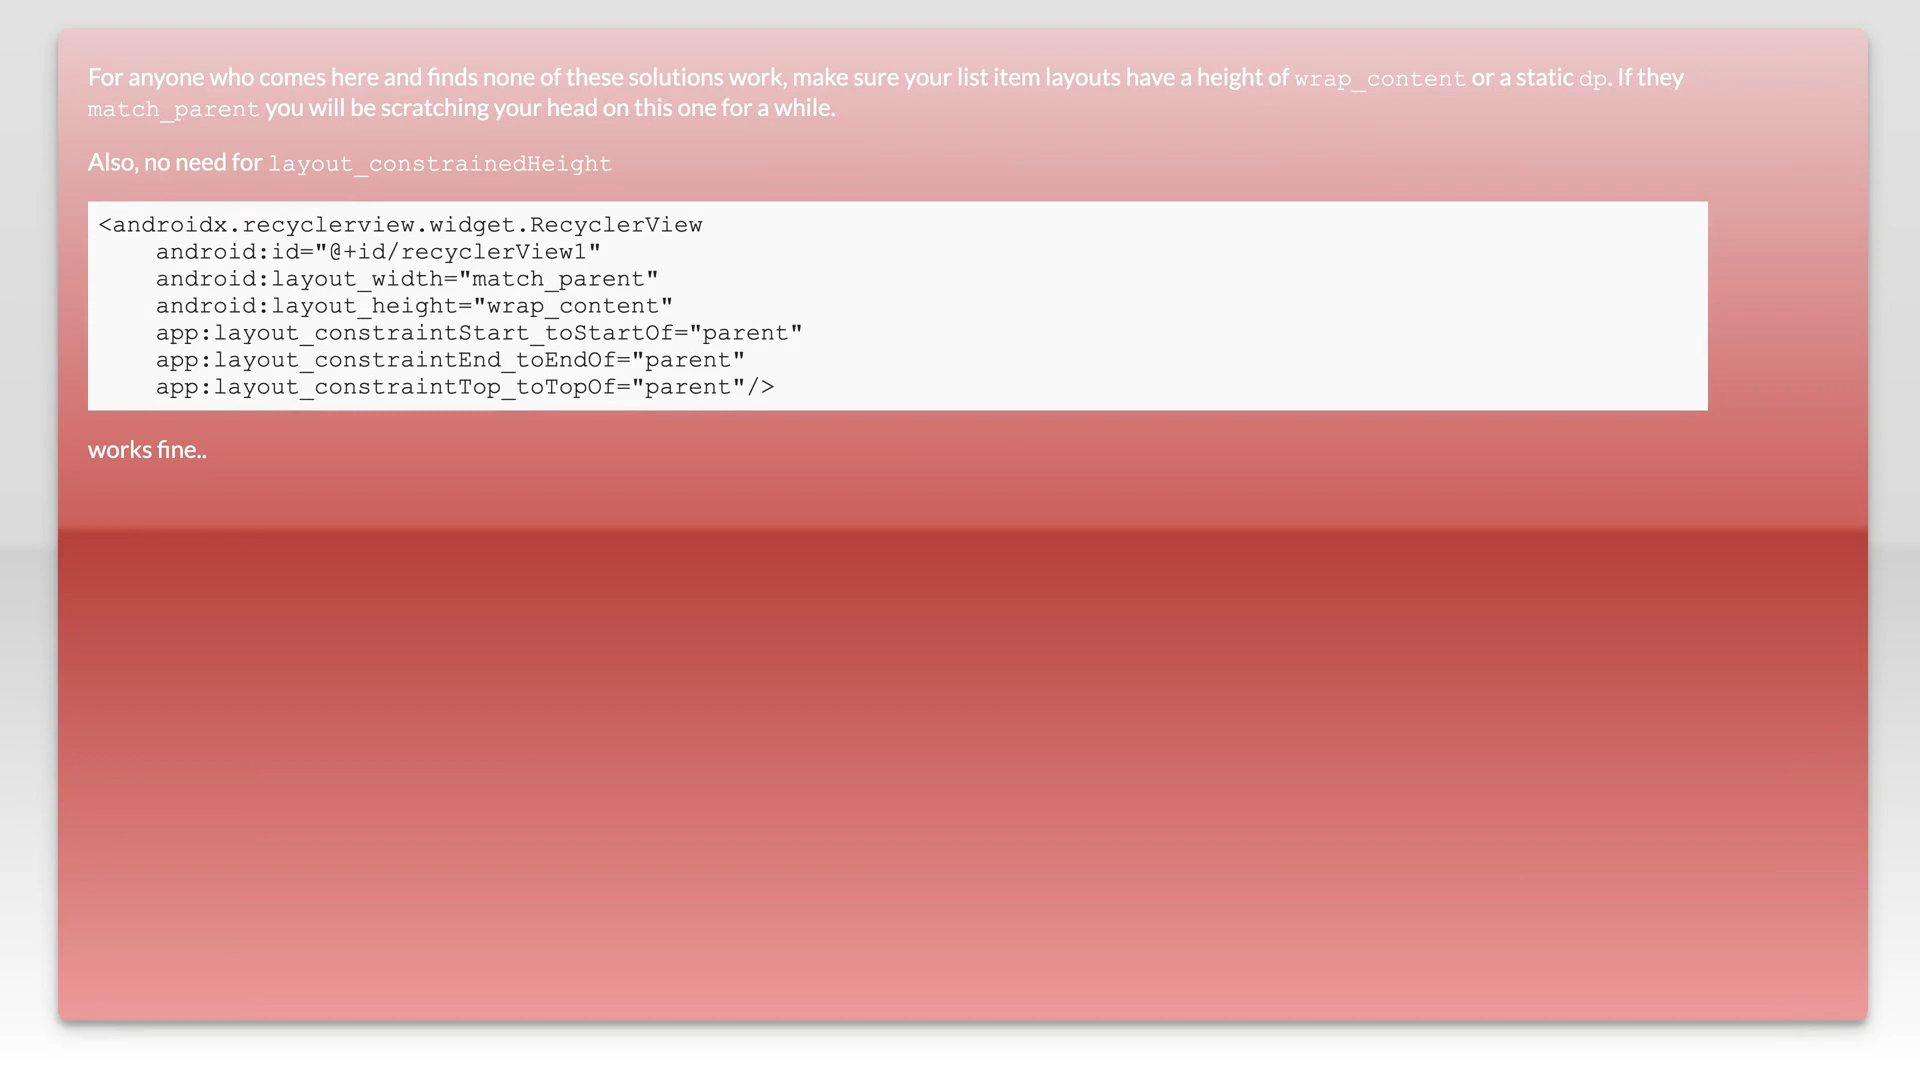 For anyone who comes here and finds none of these solutions work, make sure your list item layouts have a height of wrap_content or a static dp. If they
match_parent you will be scratching your head on this one for a while.
Also, no need for layout_constrainedHeight
<androidx.recyclerview.widget.RecyclerView
    android:id="@+id/recyclerView1"
    android:layout_width="match_parent"
    android:layout_height="wrap_content"
    app:layout_constraintStart_toStartOf="parent"
    app:layout_constraintEnd_toEndOf="parent"
    app:layout_constraintTop_toTopOf="parent"/>
works fine..